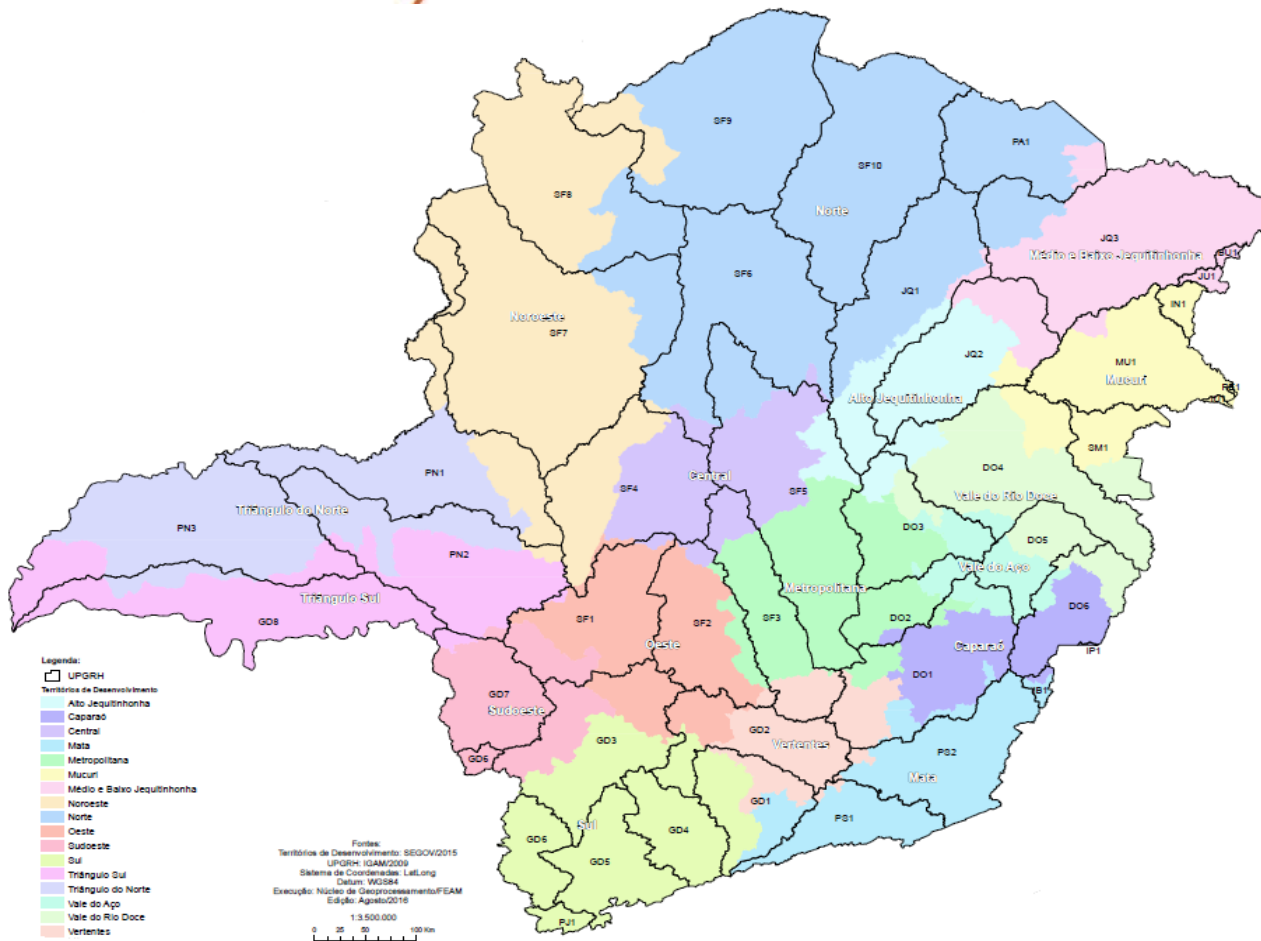 SF9
PA1
SF10
SF8
Norte
JQ3
Médio e Baixo Jequitinhonha
BU1
JU1
SF6
JQ1
IN1
Noroeste
SF7
JQ2
MU1
Mucuri
Alto Jequitinhonha
SM1
PN1
Central
SF4
SF5
DO4
Vale do Rio Doce
PN3
Triângulo do Norte
DO3
PN2
DO5
Vale do Aço
Metropolitana
Triângulo Sul
GD8
SF1
SF2
SF3
DO2
DO6
Oeste
Caparaó
IP1
DO1
GD7
Sudoeste
GD2
Vertentes
GD3
PS2
Mata
GD6
GD1
PS1
Sul
GD4
GD6
GD5
PJ1
Legenda:
UPGRH
Territórios de Desenvolvimento
Alto Jequitinhonha
Caparaó
Central
Mata
Metropolitana
Mucuri
Médio e Baixo Jequitinhonha
Noroeste
Norte
Oeste
Sudoeste
Sul
Triângulo Sul
Triângulo do Norte
Vale do Aço
Vale do Rio Doce
Vertentes
Fontes:
Territórios de Desenvolvimento: SEGOV/2015
UPGRH: IGAM/2009
Sistema de Coordenadas: LatLong
Datum: WGS84
Execução: Núcleo de Geoprocessamento/FEAM
Edição: Agosto/2016
1:3.500.000
0 25 50 100 Km